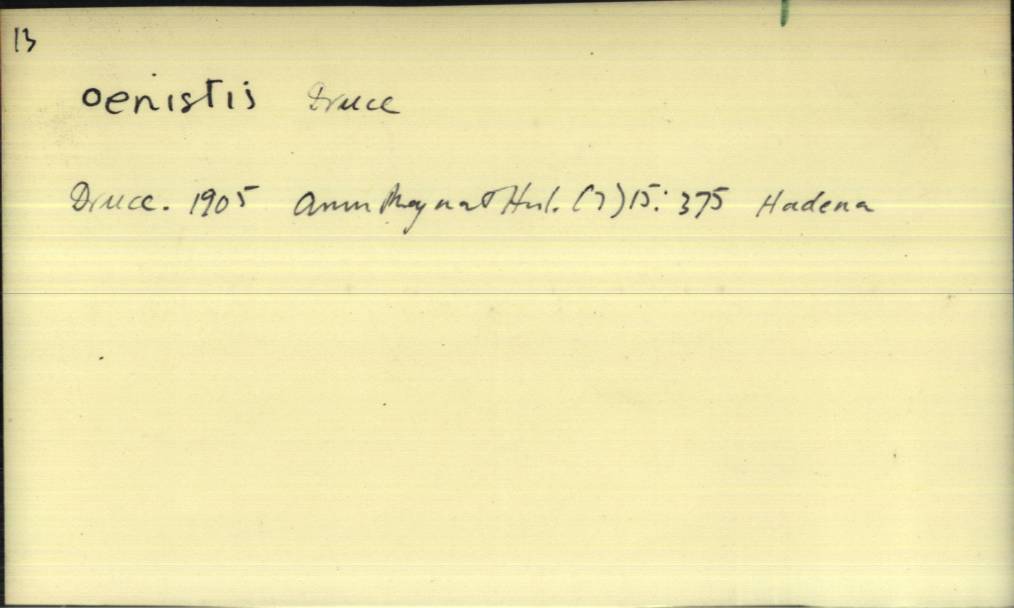 13
oenistis Druce
Druce. 1905 Ann Mag nat Hist. (7) 15: 375 Hadena